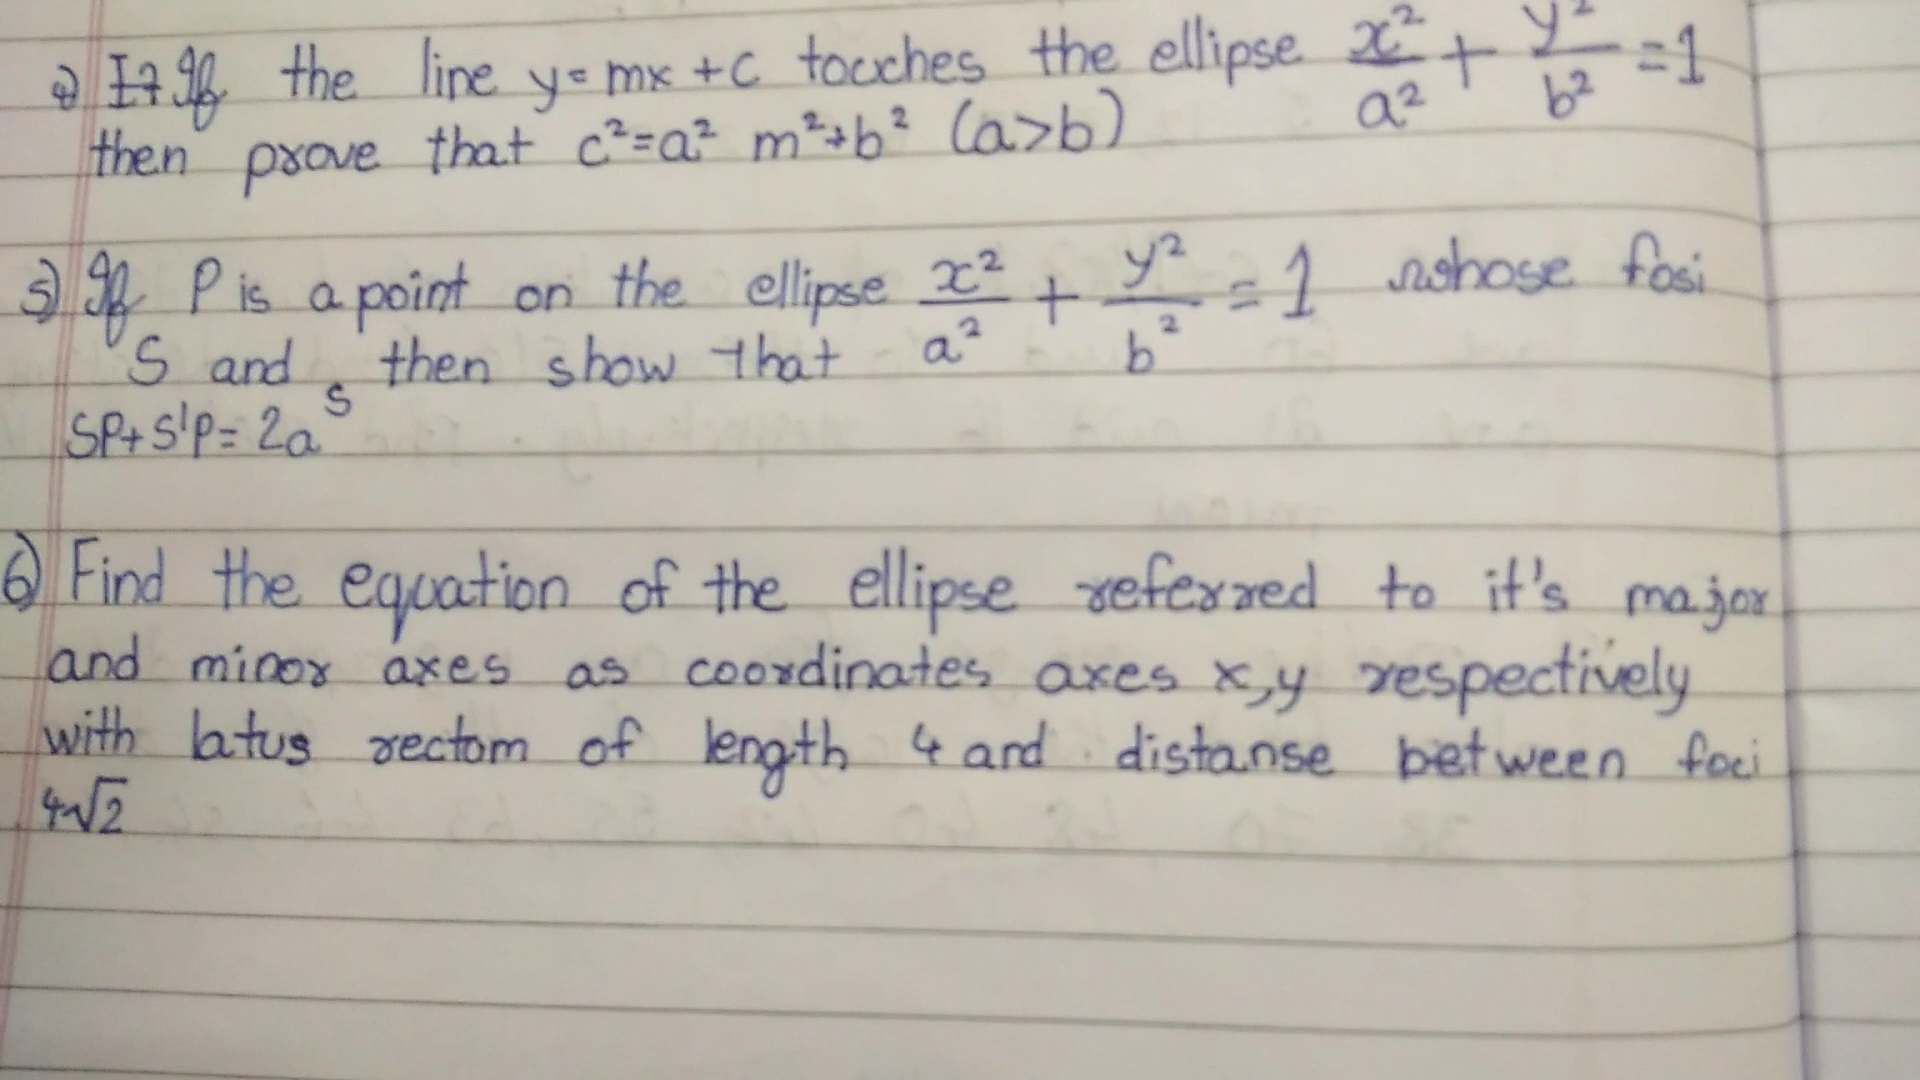 4) If the line y=mx+c touches the ellipse x²/a² + y²/b² =1
then prove that c²=a² m²+b² (a>b)
5) If P is a point on the ellipse x²/a² + y²/b² = 1 whose fosi
S and S' then show that
SP+S'P=2a
6) Find the equation of the ellipse referred to it's major
and minor axes as coordinates axes x,y respectively
with latus rectom of length 4 and distanse between foci
4√2